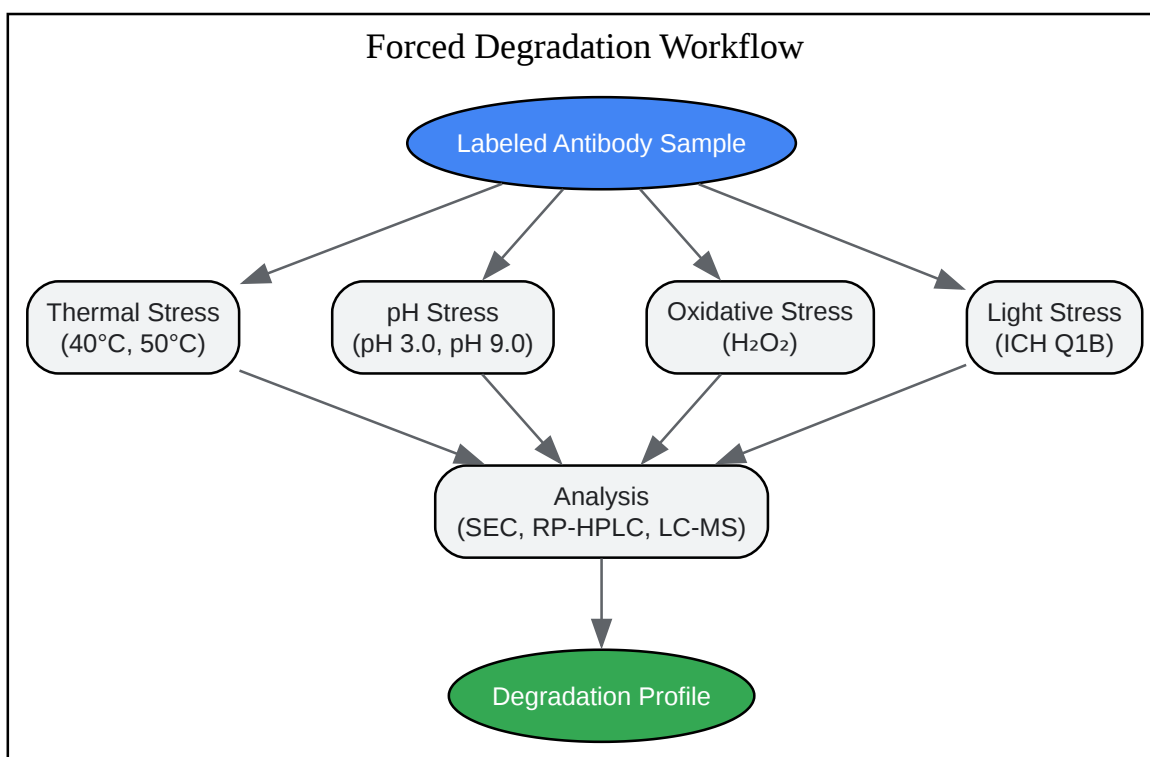 Forced Degradation Workflow
Labeled Antibody Sample
Thermal Stress
(40°C, 50°C)
pH Stress
(pH 3.0, pH 9.0)
Oxidative Stress
(H₂O₂)
Light Stress
(ICH Q1B)
Analysis
(SEC, RP-HPLC, LC-MS)
Degradation Profile